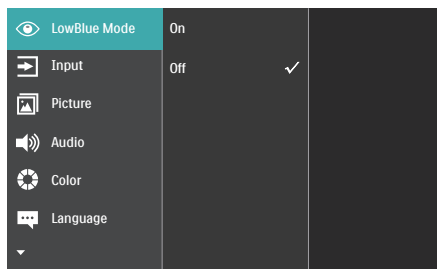 LowBlue Mode
On
Input
Off
Picture
Audio
Color
Language